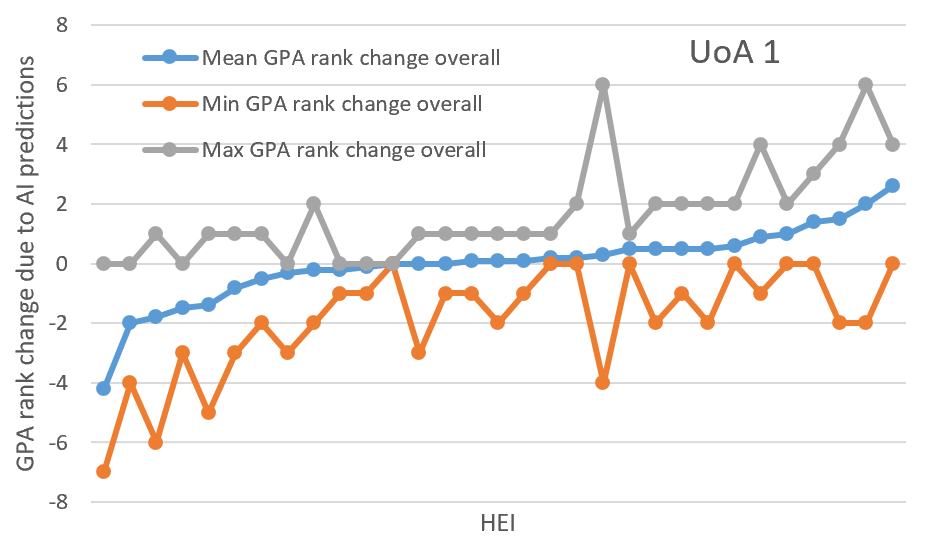 8
6
4
2
0
-2
-4
-6
-8
GPA rank change due to AI predictions
Mean GPA rank change overall
Min GPA rank change overall
Max GPA rank change overall
UoA 1
HEI